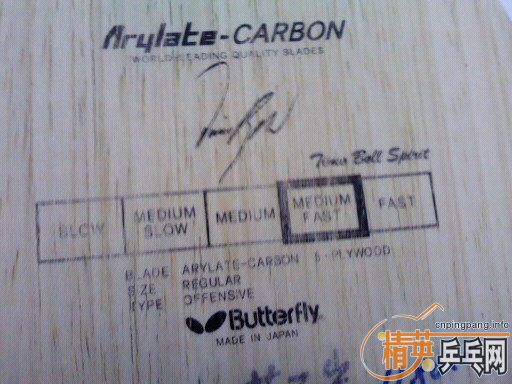 Arylate-CARBON
WORLD-LEADING QUALITY BLADES
Timo Boll Spirit
SLOW MEDIUM SLOW MEDIUM MEDIUM FAST FAST
BLADE ARYLATE-CARBON 5-PLYWOOD
SIZE REGULAR
TYPE OFFENSIVE
Butterfly
MADE IN JAPAN
cnpingpang.info
精英乒乓网